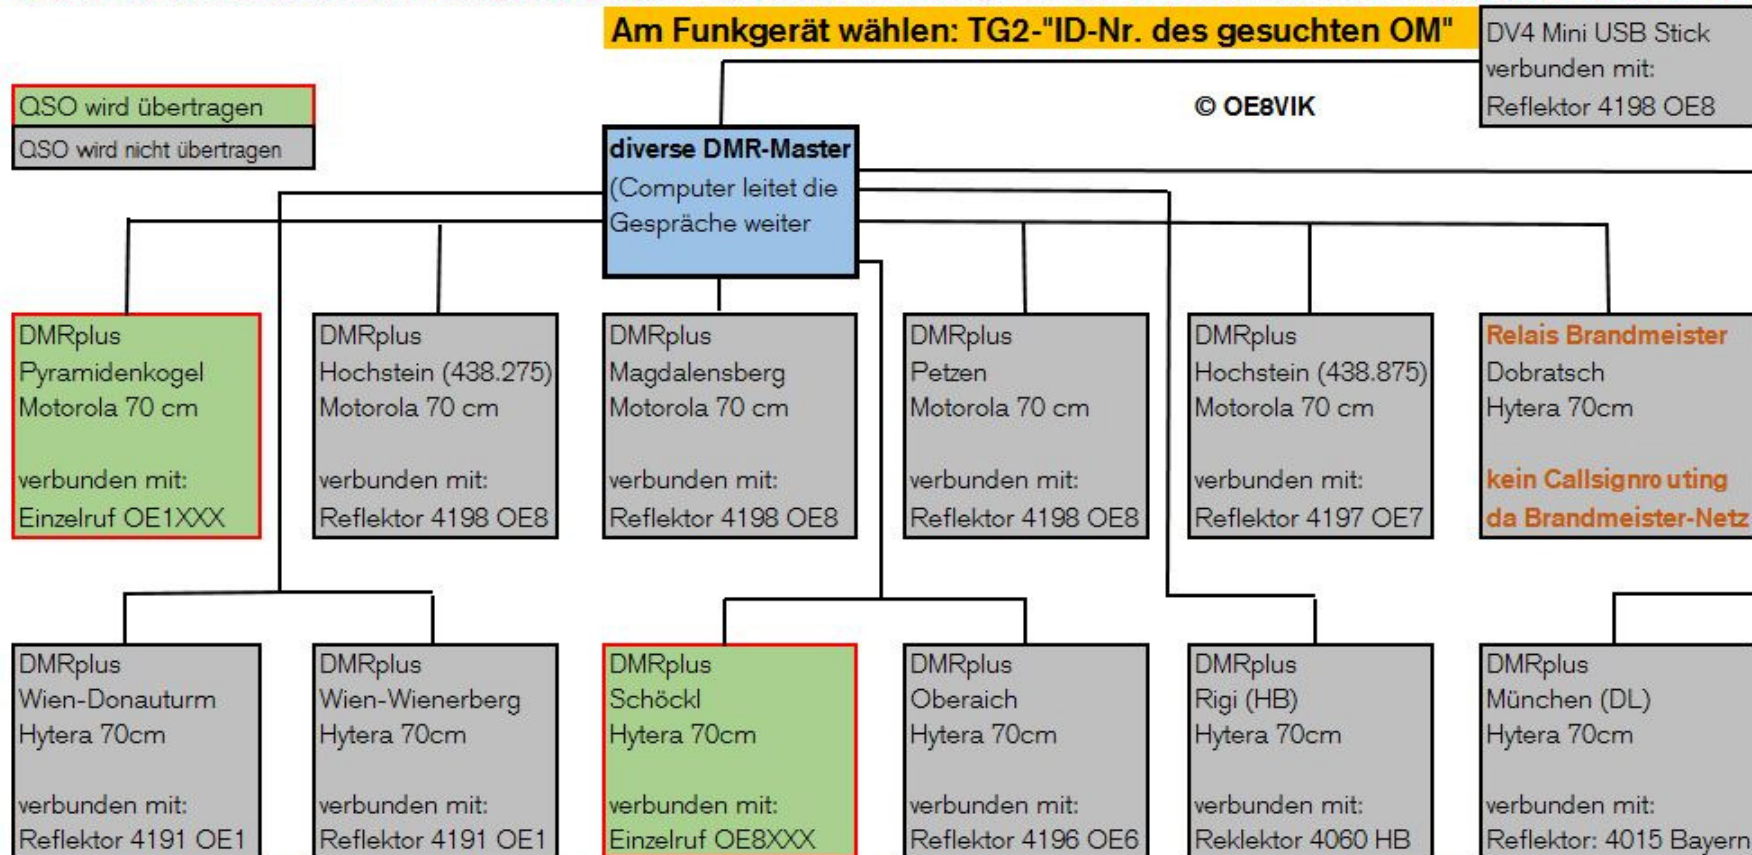 Am Funkgerät wählen: TG2-"ID-Nr. des gesuchten OM"
DV4 Mini USB Stick
verbunden mit:
Reflektor 4198 OE8
QSO wird übertragen
QSO wird nicht übertragen
© OE8VIK
diverse DMR-Master
(Computer leitet die
Gespräche weiter
DMRplus
Pyramidenkogel
Motorola 70 cm
verbunden mit:
Einzelruf OE1XXX
DMRplus
Hochstein (438.275)
Motorola 70 cm
verbunden mit:
Reflektor 4198 OE8
DMRplus
Magdalensberg
Motorola 70 cm
verbunden mit:
Reflektor 4198 OE8
DMRplus
Petzen
Motorola 70 cm
verbunden mit:
Reflektor 4198 OE8
DMRplus
Hochstein (438.875)
Motorola 70 cm
verbunden mit:
Reflektor 4197 OE7
Relais Brandmeister
Dobratsch
Hytera 70cm
kein Callsignrouting
da Brandmeister-Netz
DMRplus
Wien-Donauturm
Hytera 70cm
verbunden mit:
Reflektor 4191 OE1
DMRplus
Wien-Wienerberg
Hytera 70cm
verbunden mit:
Reflektor 4191 OE1
DMRplus
Schöckl
Hytera 70cm
verbunden mit:
Einzelruf OE8XXX
DMRplus
Oberaich
Hytera 70cm
verbunden mit:
Reflektor 4196 OE6
DMRplus
Rigi (HB)
Hytera 70cm
verbunden mit:
Reklektor 4060 HB
DMRplus
München (DL)
Hytera 70cm
verbunden mit:
Reflektor: 4015 Bayern